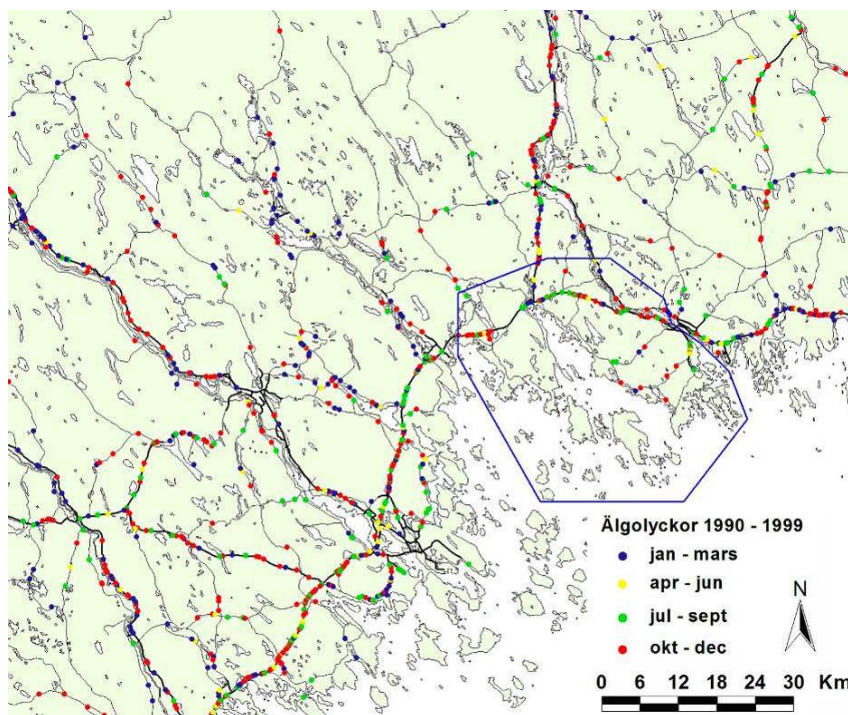 Älgolyckor 1990 - 1999
jan - mars
apr - jun
jul - sept
okt - dec
N
0 6 12 18 24 30 Km